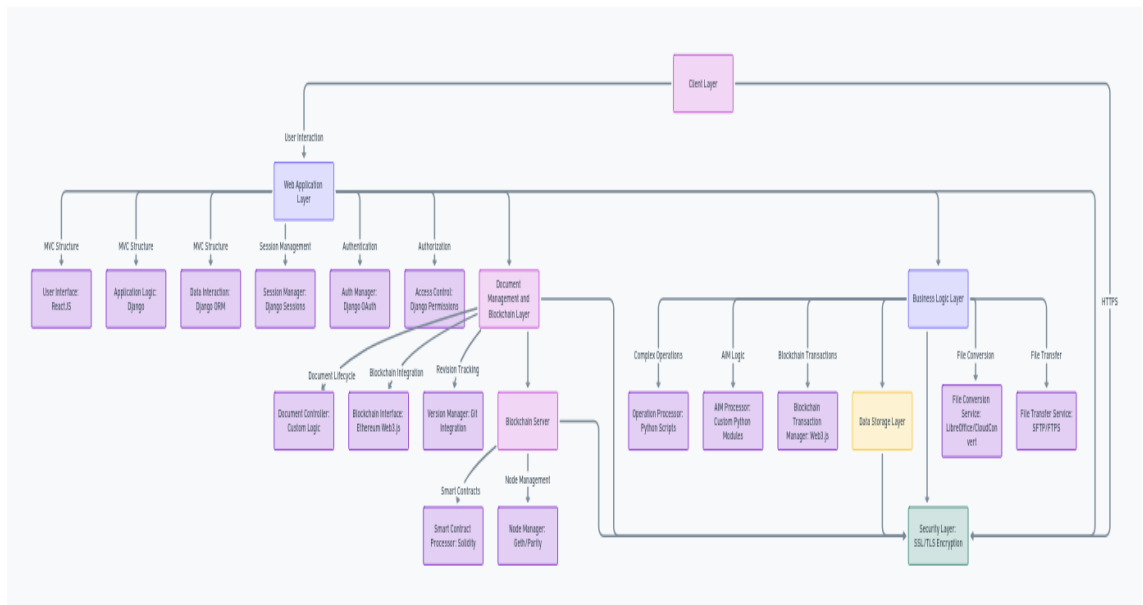 Client Layer
User Interaction
Web Application
Layer
MVC Structure
MVC Structure
MVC Structure
Session Management
Authentication
Authorization
User Interface:
ReactJS
Application Logic:
Django
Data Interaction:
Django ORM
Session Manager:
Django Sessions
Auth Manager:
Django OAuth
Access Control:
Django Permissions
Document
Management and
Blockchain Layer
Business Logic Layer
HTTPS
Document Lifecycle
Blockchain Integration
Revision Tracking
Complex Operations
AIM Logic
Blockchain Transactions
File Conversion
File Transfer
Document Controller:
Custom Logic
Blockchain Interface:
Ethereum Web3.js
Version Manager: Git
Integration
Blockchain Server
Operation Processor:
Python Scripts
AIM Processor:
Custom Python
Modules
Blockchain
Transaction
Manager: Web3.js
Data Storage Layer
File Conversion
Service:
LibreOffice/CloudCon
vert
File Transfer Service:
SFTP/FTPS
Smart Contracts
Node Management
Smart Contract
Processor: Solidity
Node Manager:
Geth/Parity
Security Layer:
SSL/TLS Encryption